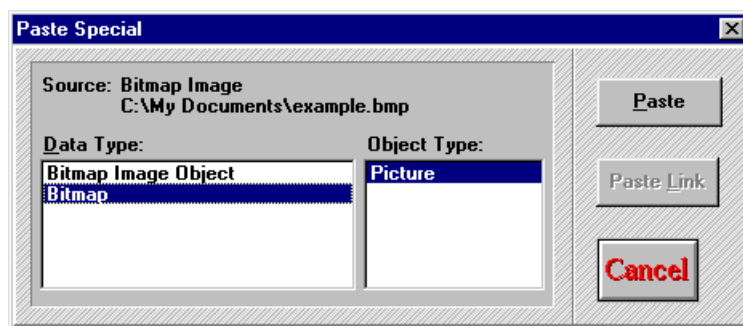 Paste Special
Source: Bitmap Image
C:\My Documents\example.bmp
Data Type:
Bitmap Image Object
Bitmap
Object Type:
Picture
Paste
Paste Link
Cancel